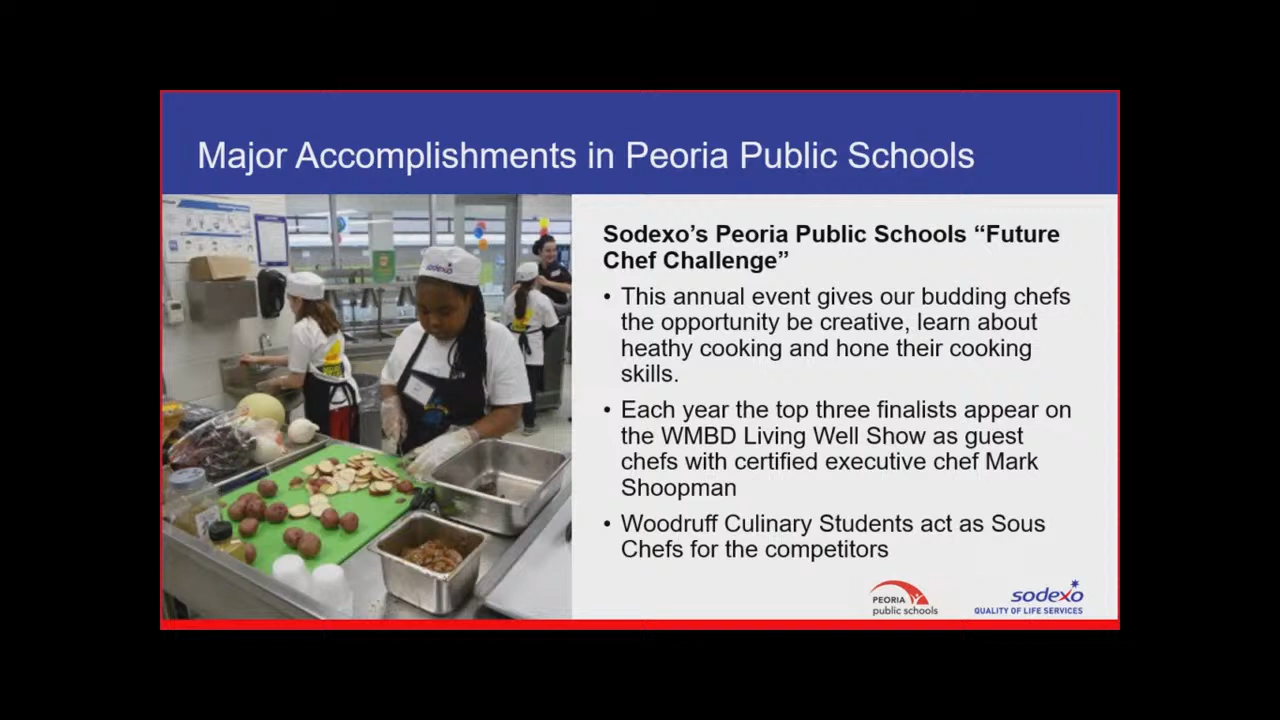 Major Accomplishments in Peoria Public Schools
sodexo
Sodexo’s Peoria Public Schools “Future
Chef Challenge”
• This annual event gives our budding chefs
the opportunity be creative, learn about
heathy cooking and hone their cooking
skills.
• Each year the top three finalists appear on
the WMBD Living Well Show as guest
chefs with certified executive chef Mark
Shoopman
• Woodruff Culinary Students act as Sous
Chefs for the competitors
PEORIA
public schools
sodexo
QUALITY OF LIFE SERVICES